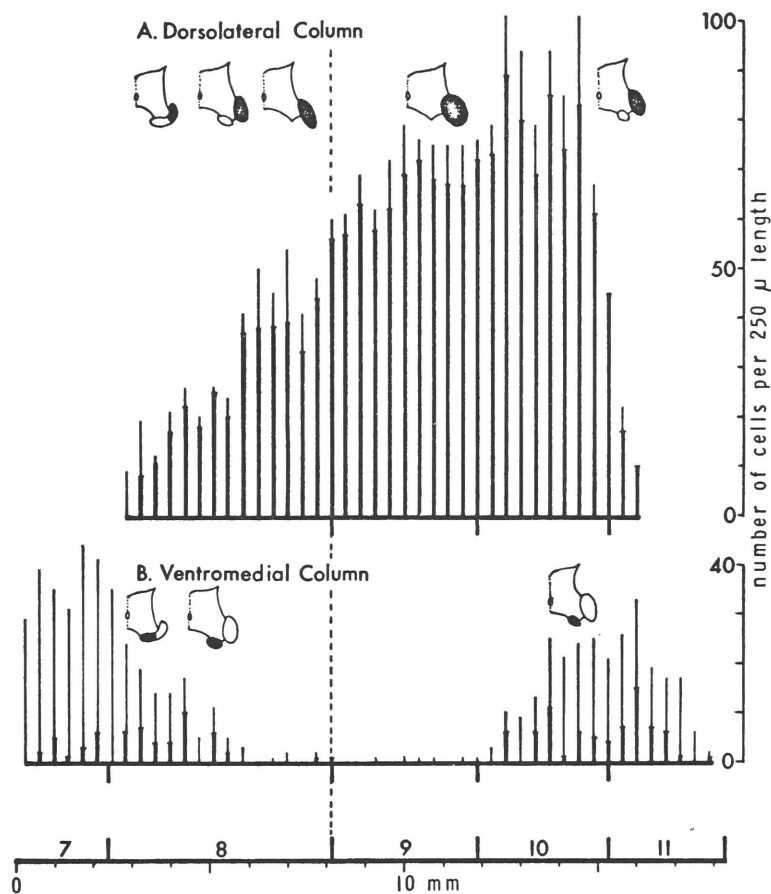 A. Dorsolateral Column
100
50
0
number of cells per 250 µ length
B. Ventromedial Column
40
0
7 8 9 10 11
0 10 mm